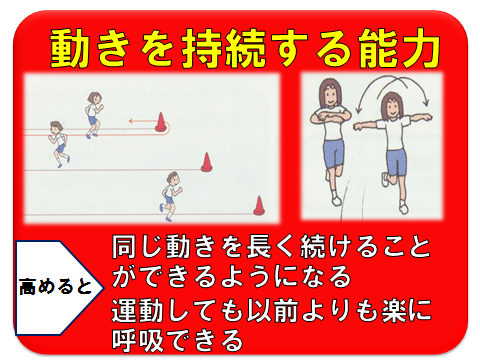 動きを持続する能力
高めると
同じ動きを長く続けること
ができるようになる
運動しても以前よりも楽に
呼吸できる